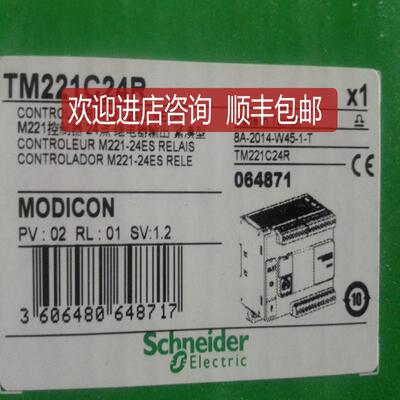 TM221C24R
x1
欢迎进店咨询 顺丰包邮
M221控制器 24点 继电器输出 紧凑型
8A-2014-W45-1-T
CONTROLEUR M221-24ES RELAIS
TM221C24R
CONTROLADOR M221-24ES RELE
064871
CE
MODICON
PV : 02 RL : 01 SV:1.2
3 606480 648717
10
Schneider
Electric